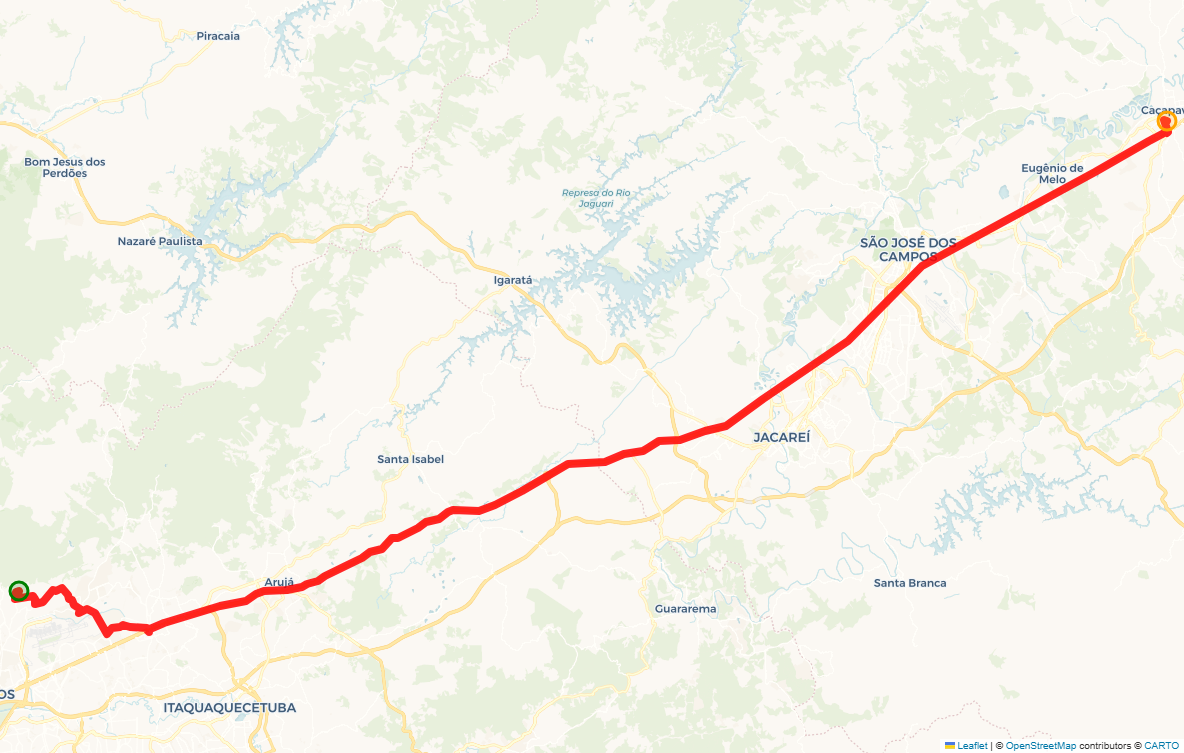 Piracaia
Caçapav
Bom Jesus dos
Perdões
Eugênio de
Melo
Represa do Rio
Jaguari
Nazaré Paulista
SÃO JOSÉ DOS
CAMPOS
Igaratá
JACAREÍ
Santa Isabel
Arujá
Santa Branca
Guararema
OS
ITAQUAQUECETUBA
Leaflet | © OpenStreetMap contributors © CARTO